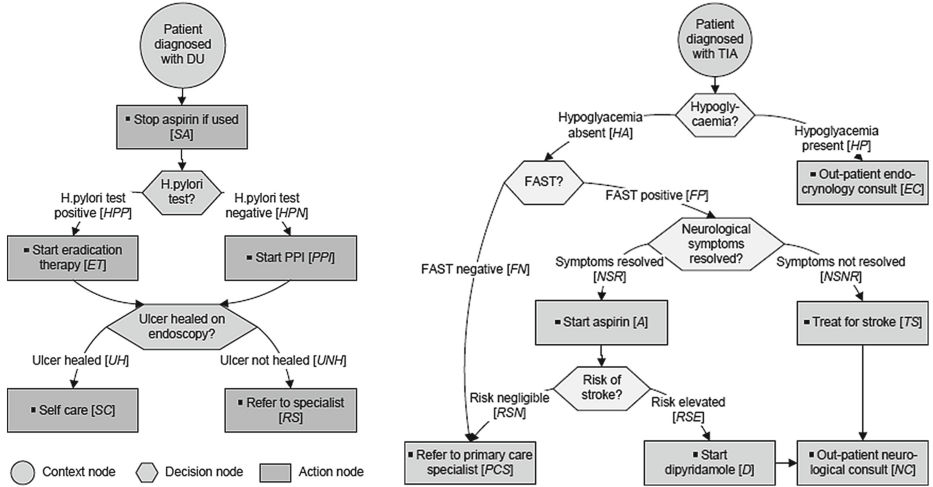 Patient
diagnosed
with DU
▪ Stop aspirin if used
[SA]
H.pylori
test?
H.pylori test
positive [HPP]
H.pylori test
negative [HPN]
▪ Start eradication
therapy [ET]
▪ Start PPI [PPI]
Ulcer healed on
endoscopy?
Ulcer healed [UH]
Ulcer not healed [UNH]
▪ Self care [SC]
▪ Refer to specialist
[RS]
Context node
Decision node
Action node
Patient
diagnosed
with TIA
Hypogly-
caemia?
Hypoglyacemia
absent [HA]
Hypoglyacemia
present [HP]
▪ Out-patient endo-
crynology consult [EC]
FAST?
FAST positive [FP]
FAST negative [FN]
Neurological
symptoms
resolved?
Symptoms resolved
[NSR]
Symptoms not resolved
[NSNR]
▪ Start aspirin [A]
▪ Treat for stroke [TS]
Risk of
stroke?
Risk negligible
[RSN]
Risk elevated
[RSE]
▪ Refer to primary care
specialist [PCS]
▪ Start
dipyridamole [D]
▪ Out-patient neuro-
logical consult [NC]